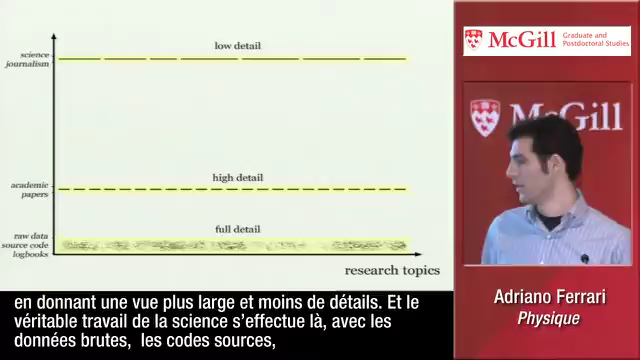 low detail
science
journalism
high detail
academic
papers
full detail
raw data
source code
logbooks
research topics
McGill
Graduate and
Postdoctoral Studies
McGill
Adriano Ferrari
Physique
en donnant une vue plus large et moins de détails. Et le
véritable travail de la science s'effectue là, avec les
données brutes,  les codes sources,